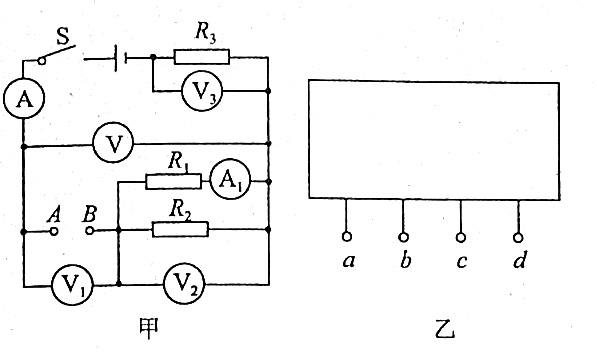 S
R₃
A
V₃
V
R₁
A₁
A B
R₂
V₁
V₂
甲
a b c d
乙